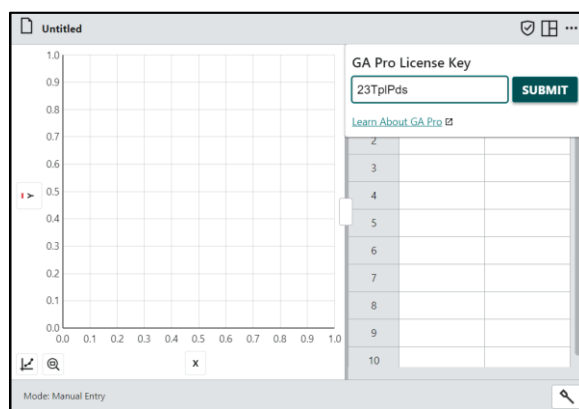 Untitled
GA Pro License Key
23TplPds
SUBMIT
Learn About GA Pro
1.0
0.9
0.8
0.7
0.6
0.5
0.4
0.3
0.2
0.1
0.0
Y
0.0 0.1 0.2 0.3 0.4 0.5 0.6 0.7 0.8 0.9 1.0
X
2
3
4
5
6
7
8
9
10
Mode: Manual Entry